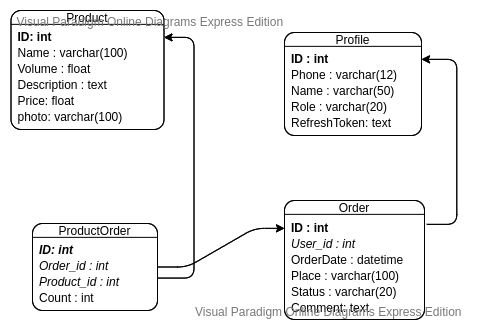 Visual Paradigm Online Diagrams Express Edition
Product
ID: int
Name : varchar(100)
Volume : float
Description : text
Price: float
photo: varchar(100)
Profile
ID : int
Phone : varchar(12)
Name : varchar(50)
Role : varchar(20)
RefreshToken: text
ProductOrder
ID: int
Order_id : int
Product_id : int
Count : int
Order
ID : int
User_id : int
OrderDate : datetime
Place : varchar(100)
Status : varchar(20)
Comment: text
Visual Paradigm Online Diagrams Express Edition